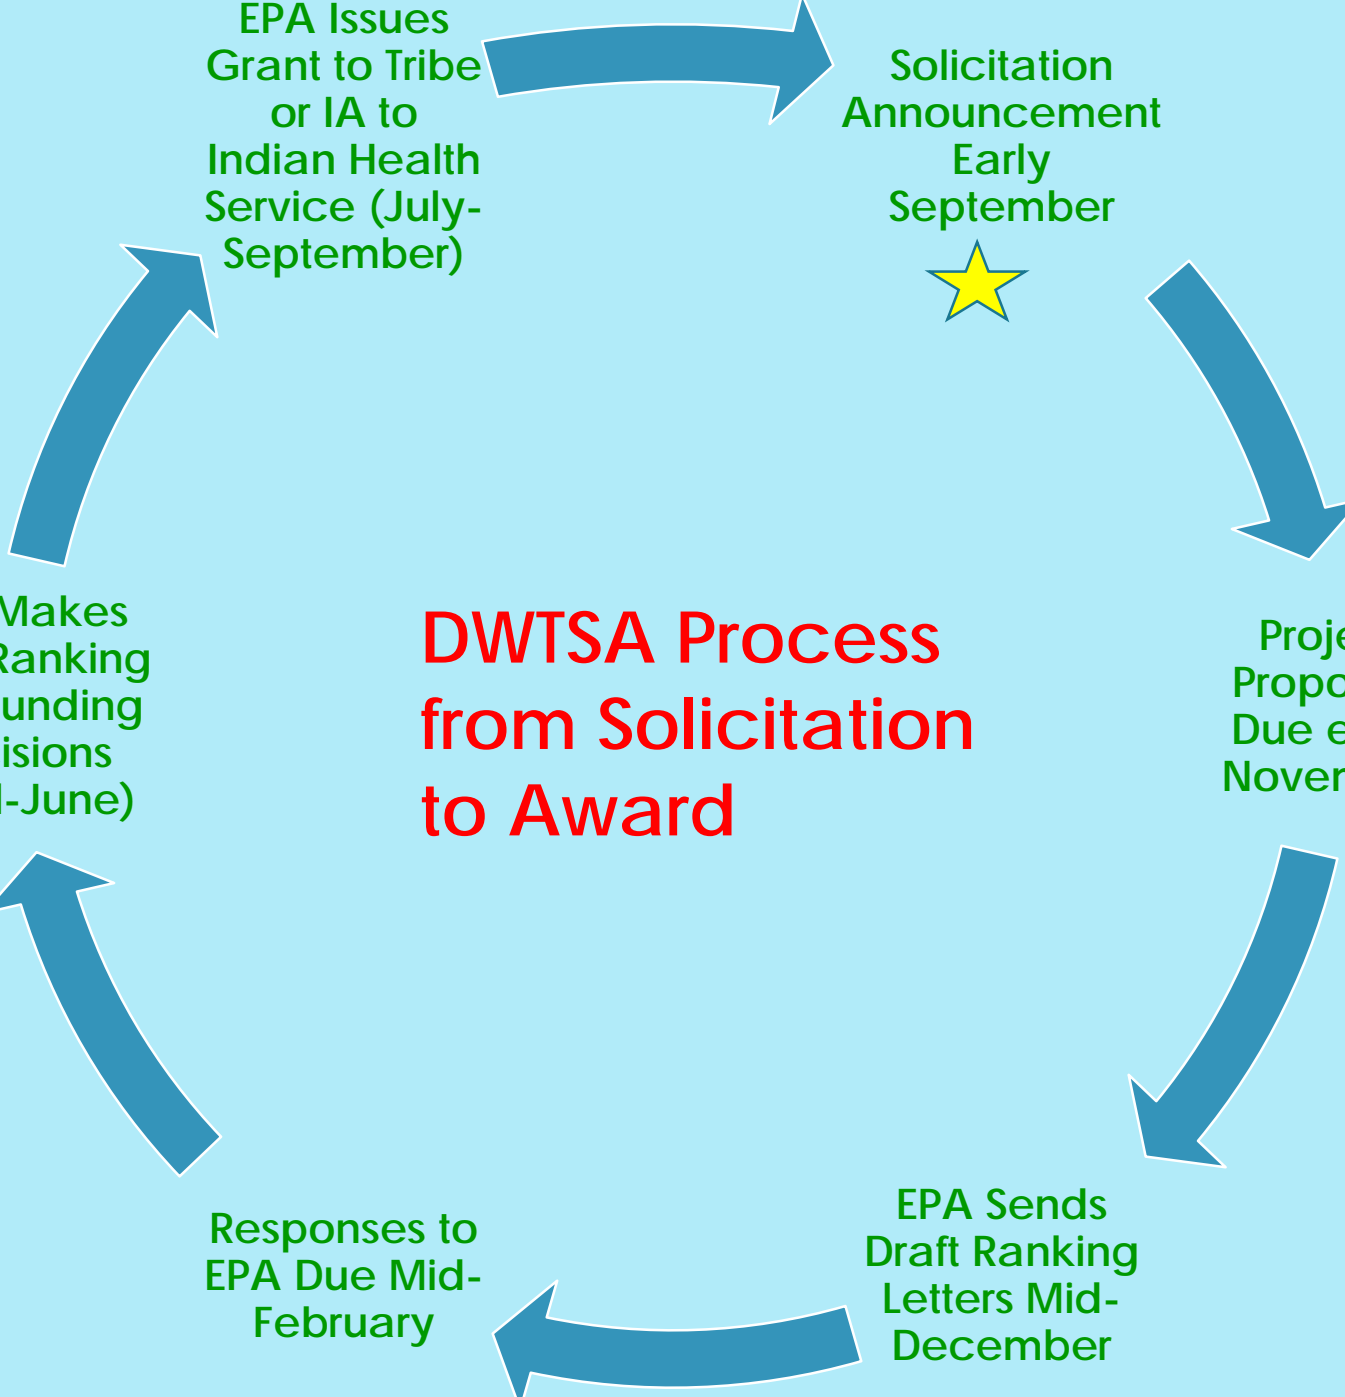 EPA Issues
Grant to Tribe
or IA to
Indian Health
Service (July-
September)
Solicitation
Announcement
Early
September
Makes
Ranking
DWTSA Process
from Solicitation
to Award
Due
-June)
EPA Sends
Draft Ranking
Letters Mid-
December
Responses to
EPA Due Mid-
February